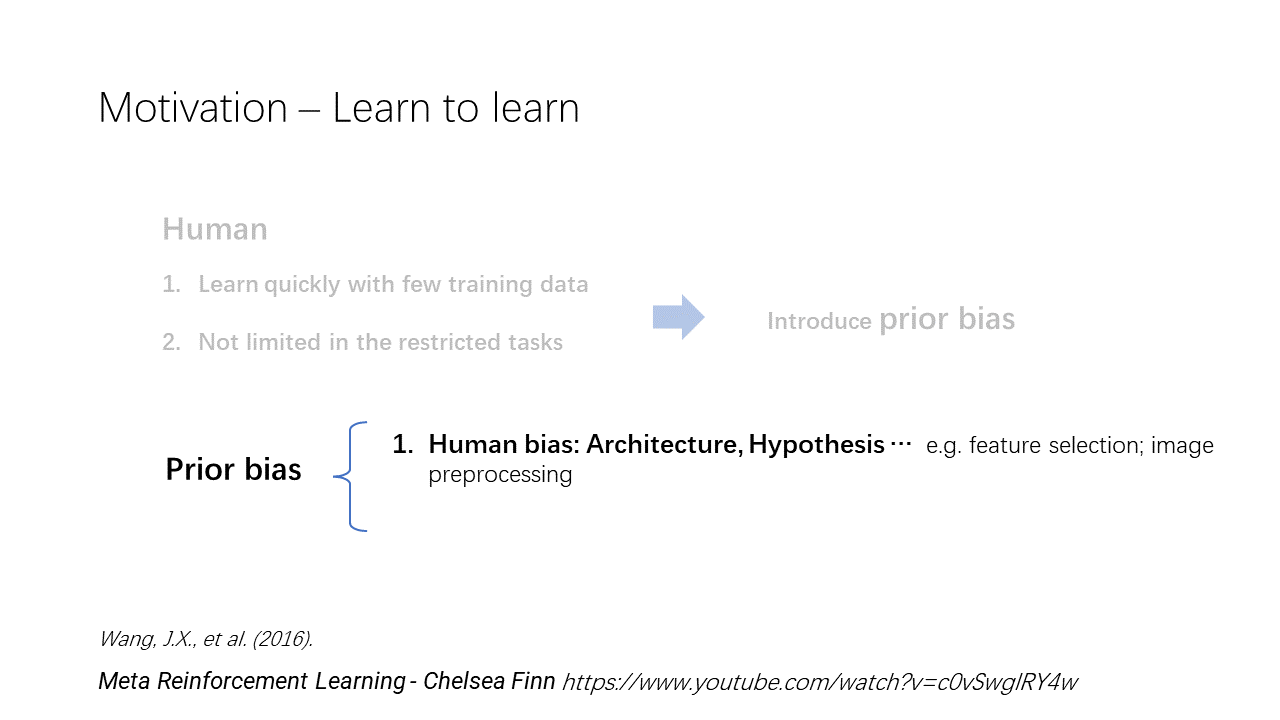 Motivation – Learn to learn
Human
1. Learn quickly with few training data
2. Not limited in the restricted tasks
Introduce prior bias
Prior bias
1. Human bias: Architecture, Hypothesis ··· e.g. feature selection; image
preprocessing
Wang, J.X., et al. (2016).
Meta Reinforcement Learning - Chelsea Finn https://www.youtube.com/watch?v=c0vSwglRY4w